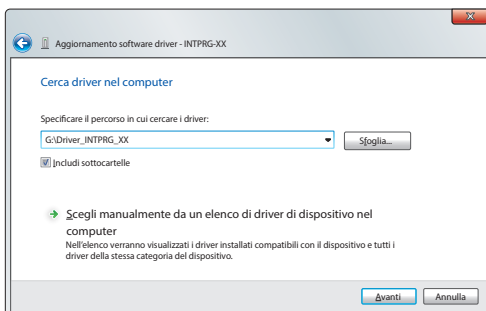 Aggiornamento software driver - INTPRG-XX
Cerca driver nel computer
Specificare il percorso in cui cercare i driver:
G:\Driver_INTPRG_XX
Sfoglia...
Includi sottocartelle
Scegli manualmente da un elenco di driver di dispositivo nel
computer
Nell'elenco verranno visualizzati i driver installati compatibili con il dispositivo e tutti i
driver della stessa categoria del dispositivo.
Avanti Annulla